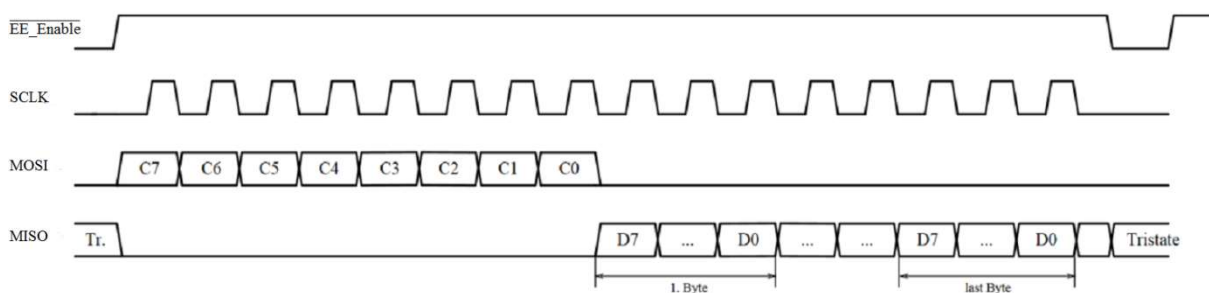 EE_Enable
SCLK
MOSI C7 C6 C5 C4 C3 C2 C1 C0
MISO Tr. D7 ... D0 ... ... D7 ... D0 Tristate
1. Byte last Byte